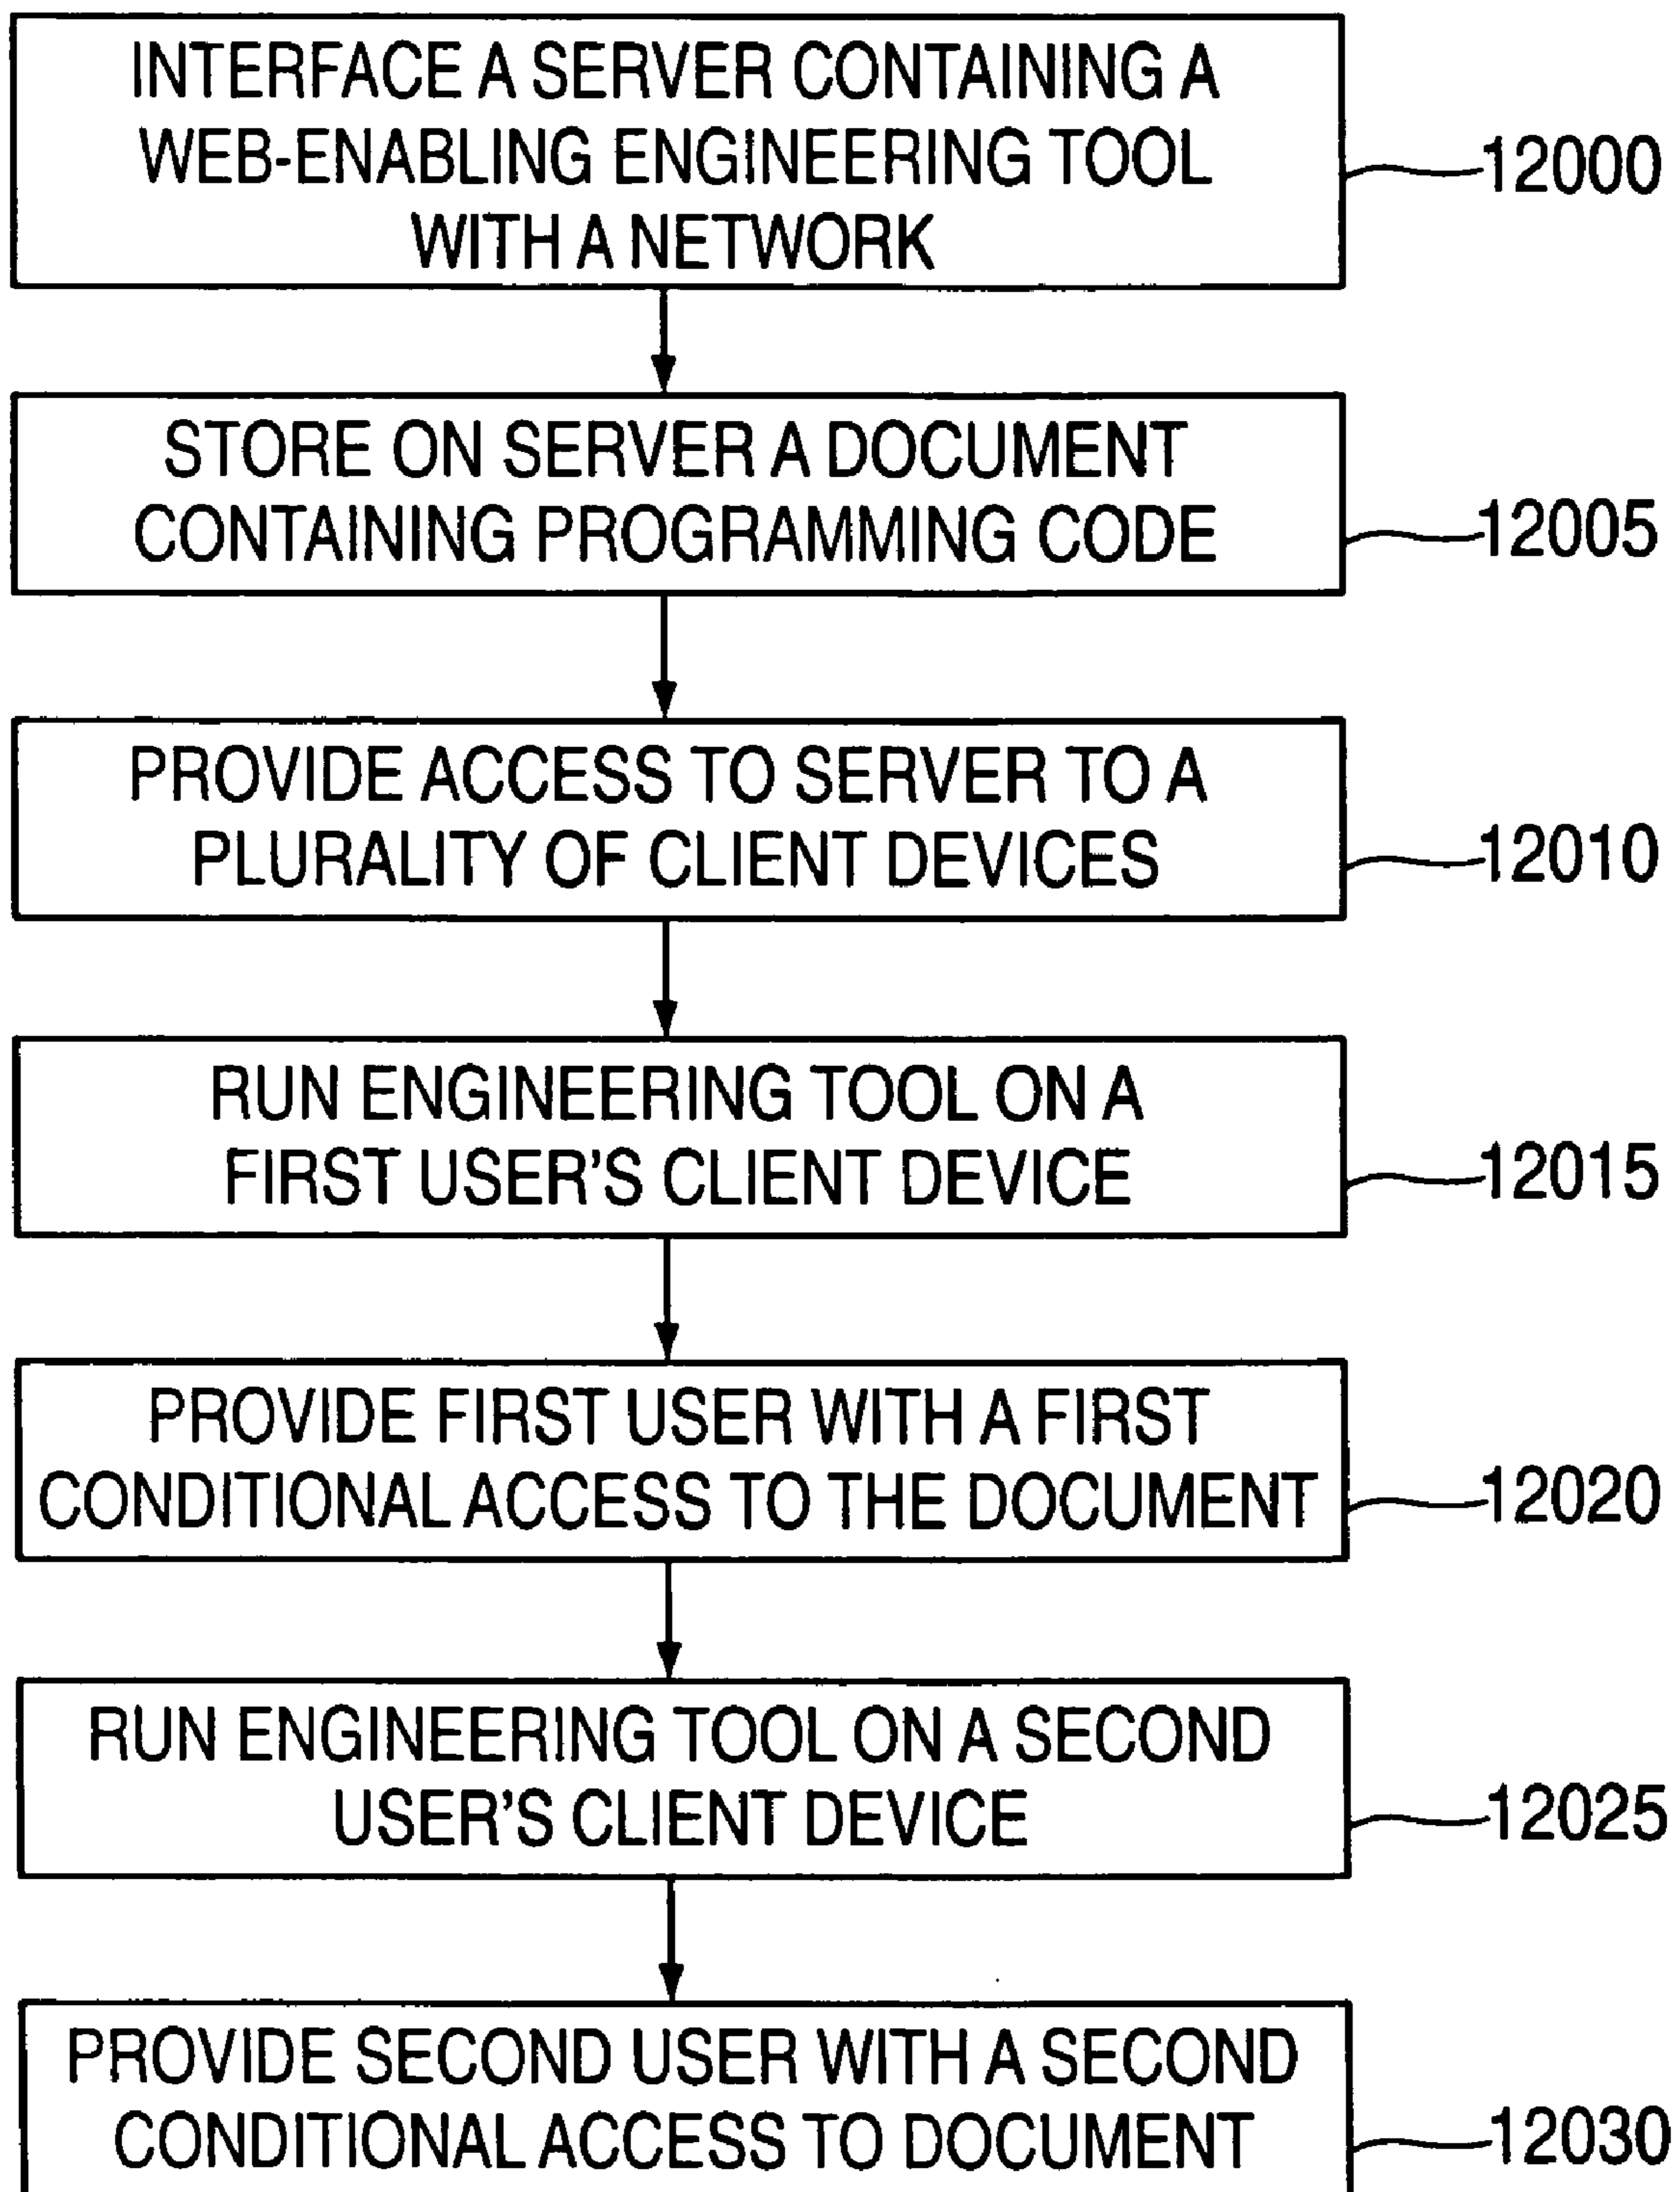 INTERFACE A SERVER CONTAINING A
WEB-ENABLING ENGINEERING TOOL
WITH A NETWORK
12000
STORE ON SERVER A DOCUMENT
CONTAINING PROGRAMMING CODE
12005
PROVIDE ACCESS TO SERVER TO A
PLURALITY OF CLIENT DEVICES
12010
RUN ENGINEERING TOOL ON A
FIRST USER'S CLIENT DEVICE
12015
PROVIDE FIRST USER WITH A FIRST
CONDITIONAL ACCESS TO THE DOCUMENT
12020
RUN ENGINEERING TOOL ON A SECOND
USER'S CLIENT DEVICE
12025
PROVIDE SECOND USER WITH A SECOND
CONDITIONAL ACCESS TO DOCUMENT
12030